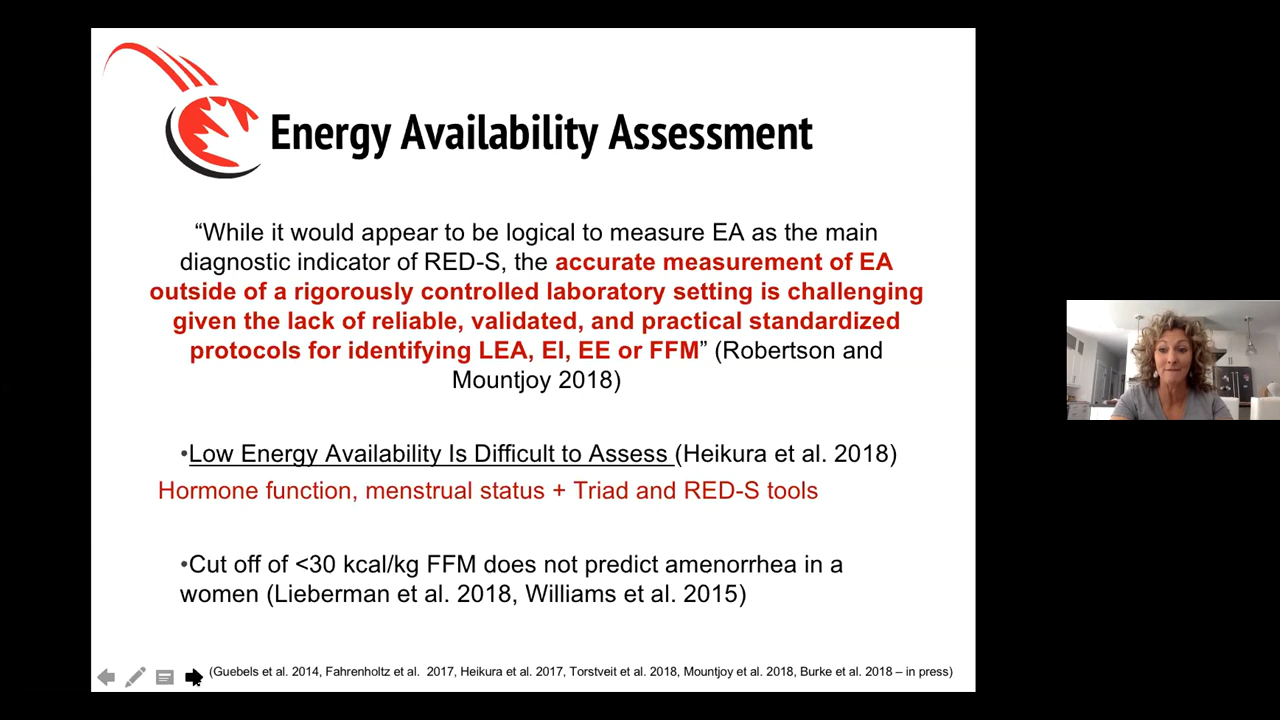 Energy Availability Assessment
“While it would appear to be logical to measure EA as the main
diagnostic indicator of RED-S, the accurate measurement of EA
outside of a rigorously controlled laboratory setting is challenging
given the lack of reliable, validated, and practical standardized
protocols for identifying LEA, EI, EE or FFM” (Robertson and
Mountjoy 2018)
•Low Energy Availability Is Difficult to Assess (Heikura et al. 2018)
Hormone function, menstrual status + Triad and RED-S tools
•Cut off of <30 kcal/kg FFM does not predict amenorrhea in a
women (Lieberman et al. 2018, Williams et al. 2015)
(Guebels et al. 2014, Fahrenholtz et al.  2017, Heikura et al. 2017, Torstveit et al. 2018, Mountjoy et al. 2018, Burke et al. 2018 – in press)